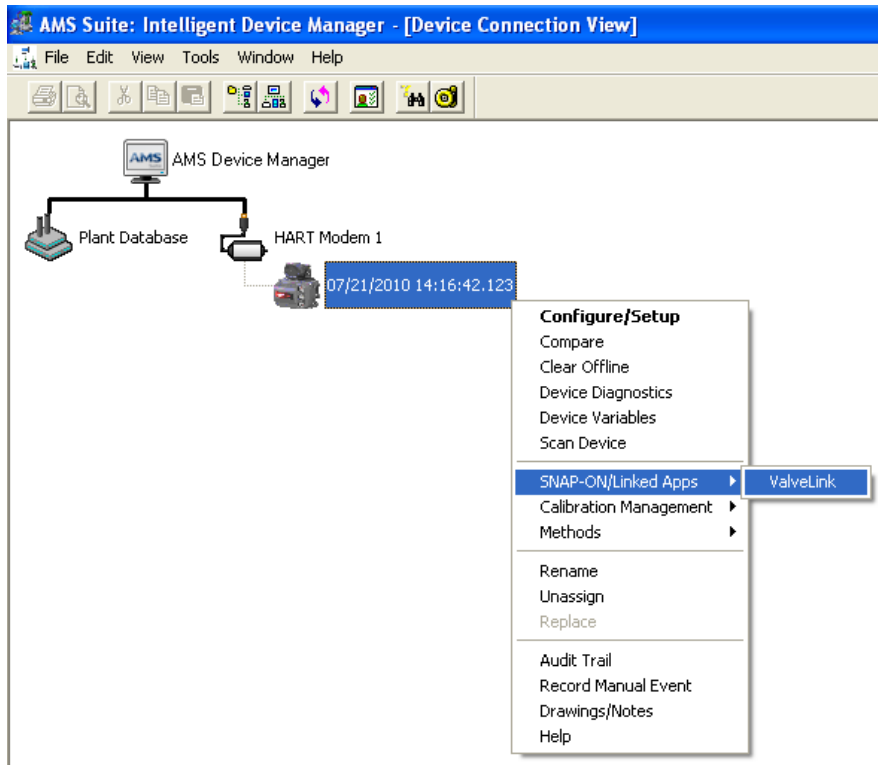 AMS Suite: Intelligent Device Manager - [Device Connection View]
File Edit View Tools Window Help
AMS AMS Device Manager
Plant Database
HART Modem 1
07/21/2010 14:16:42.123
Configure/Setup
Compare
Clear Offline
Device Diagnostics
Device Variables
Scan Device
SNAP-ON/Linked Apps ValveLink
Calibration Management
Methods
Rename
Unassign
Replace
Audit Trail
Record Manual Event
Drawings/Notes
Help